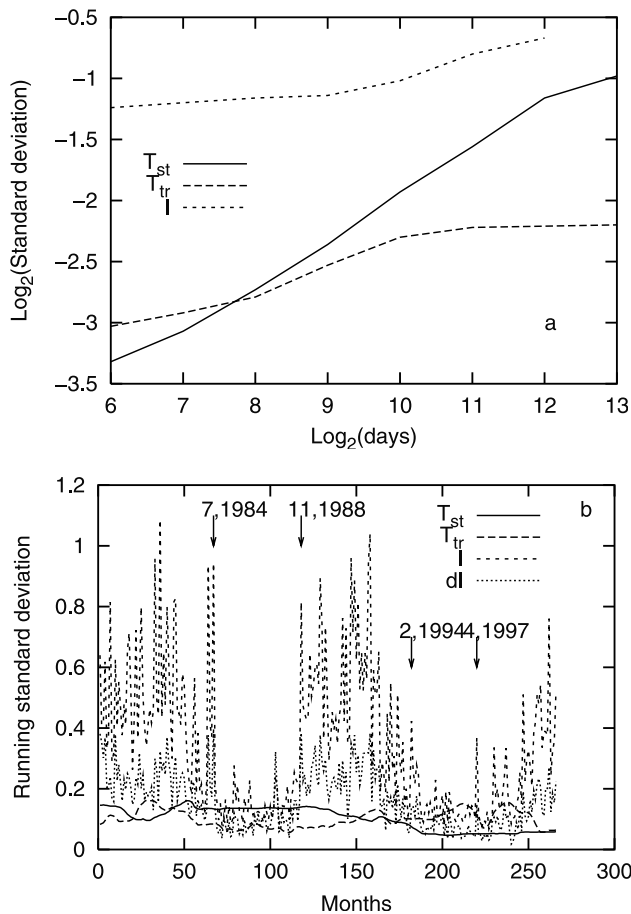 -0.5
-1
-1.5
-2
-2.5
-3
-3.5
Log2(Standard deviation)
Tst
Ttr
I
a
6 7 8 9 10 11 12 13
Log2(days)
1.2
1
0.8
0.6
0.4
0.2
0
Running standard deviation
7,1984
11,1988
2,19944,1997
b
Tst
Ttr
I
dI
0 50 100 150 200 250 300
Months